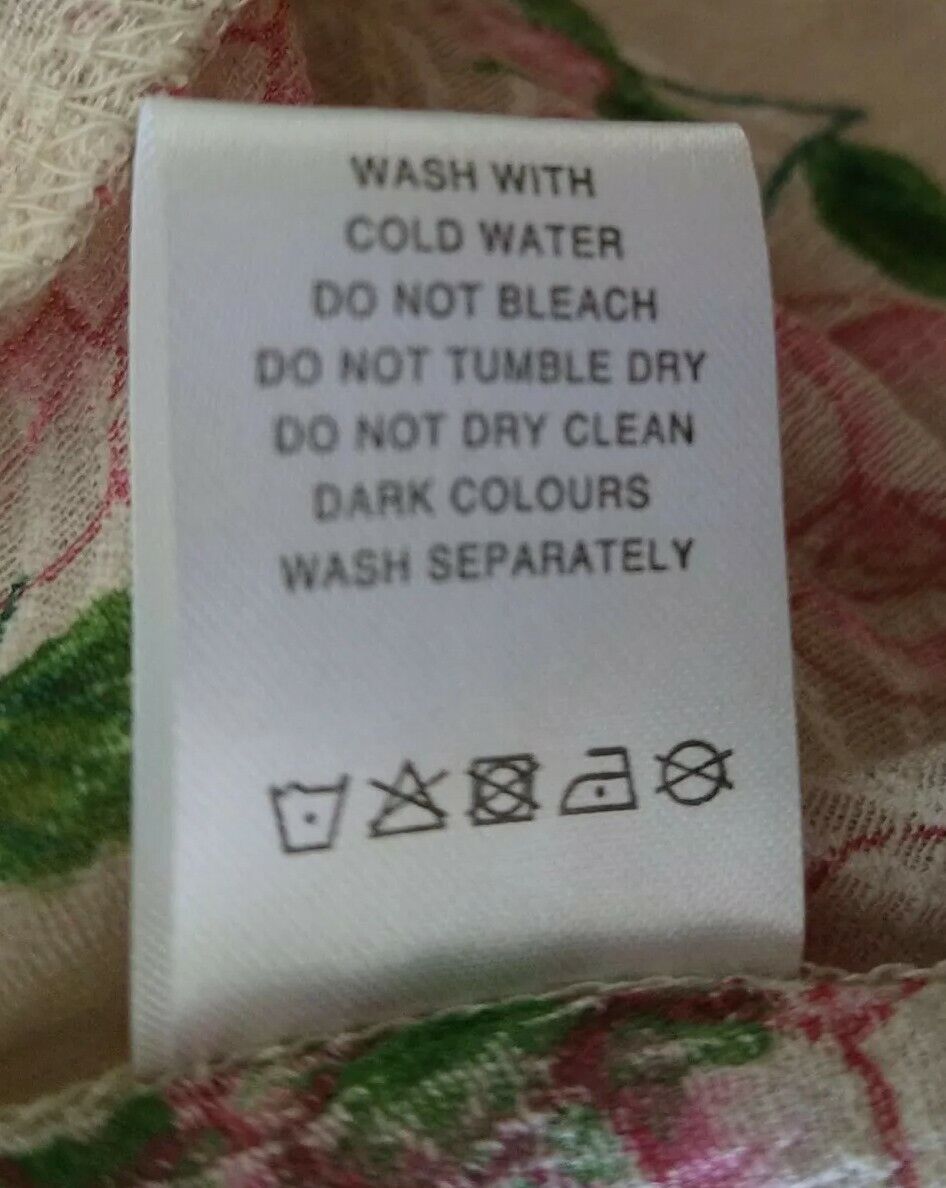 WASH WITH
COLD WATER
DO NOT BLEACH
DO NOT TUMBLE DRY
DO NOT DRY CLEAN
DARK COLOURS
WASH SEPARATELY